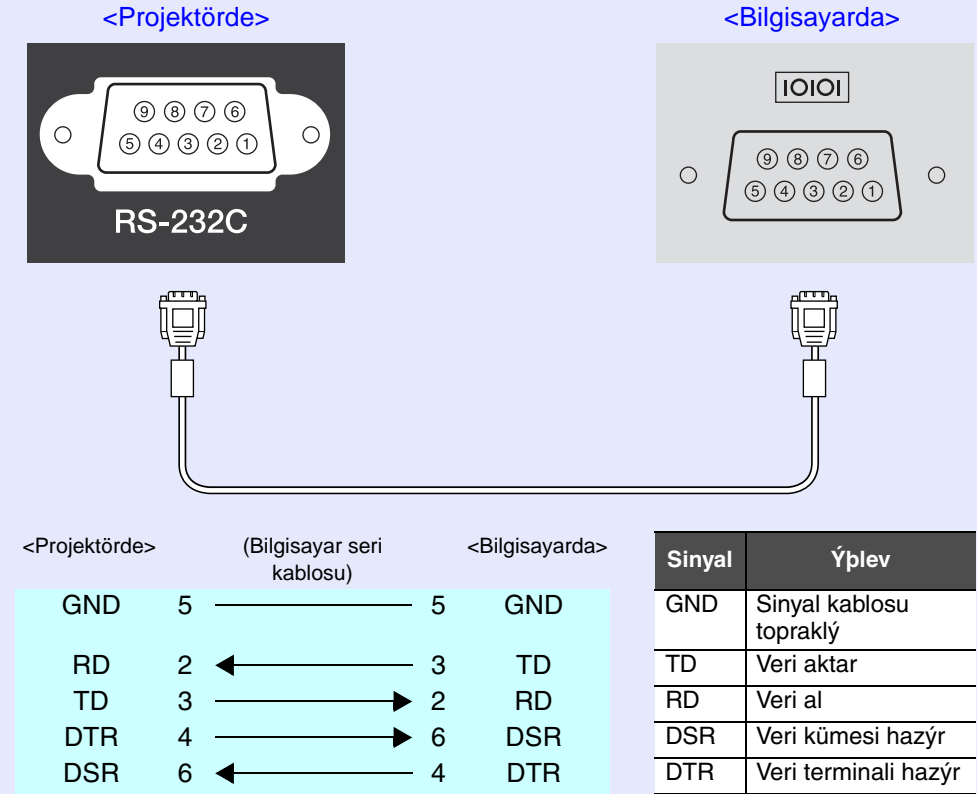 <Projektörde> <Bilgisayarda>
IOIOI
9 8 7 6
5 4 3 2 1
RS-232C
9 8 7 6
5 4 3 2 1
<Projektörde> (Bilgisayar seri kablosu) <Bilgisayarda>
GND 5 5 GND
RD 2 3 TD
TD 3 2 RD
DTR 4 6 DSR
DSR 6 4 DTR
Sinyal Ýþlev
GND Sinyal kablosu
topraklý
TD Veri aktar
RD Veri al
DSR Veri kümesi hazýr
DTR Veri terminali hazýr